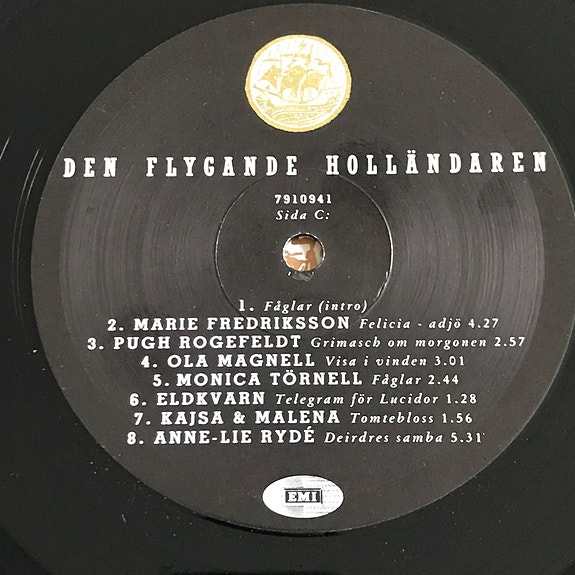 DEN FLYGANDE HOLLÄNDAREN
7910941
Sida C:
1. Fåglar (intro)
2. MARIE FREDRIKSSON Felicia - adjö 4.27
3. PUGH ROGEFELDT Grimasch om morgonen 2.57
4. OLA MAGNELL Visa i vinden 3.01
5. MONICA TÖRNELL Fåglar 2.44
6. ELDKVARN Telegram för Lucidor 1.28
7. KAJSA & MALENA Tomtebloss 1.56
8. ANNE-LIE RYDÉ Deirdres samba 5.31
EMI